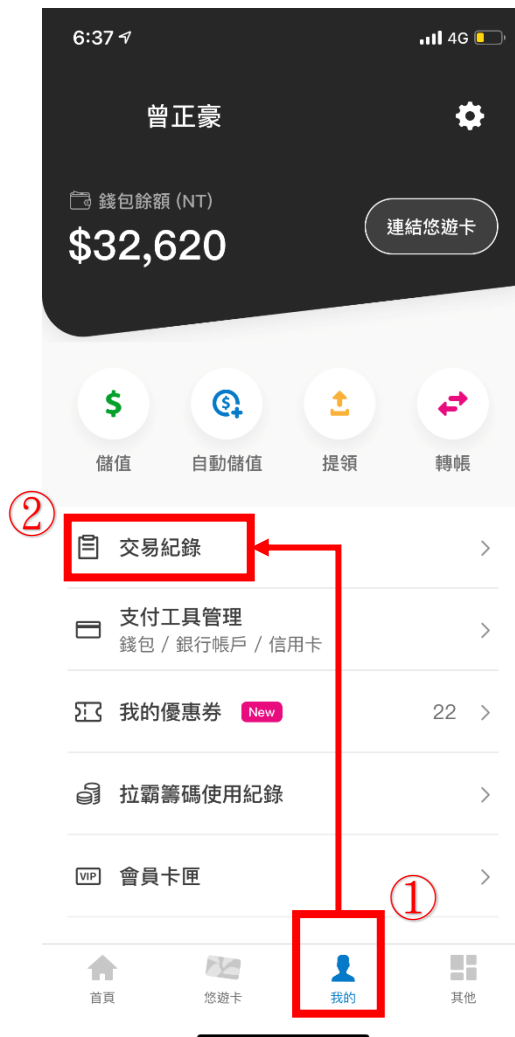 6:37 4G
曾正豪
錢包餘額 (NT)
$32,620
連結悠遊卡
儲值 自動儲值 提領 轉帳
②
交易紀錄
支付工具管理
錢包 / 銀行帳戶 / 信用卡
我的優惠券 New 22
拉霸籌碼使用紀錄
VIP 會員卡匣
①
首頁 悠遊卡 我的 其他